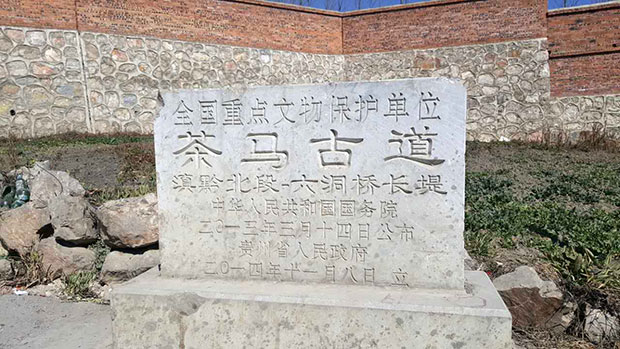 全国重点文物保护单位
茶马古道
滇黔北段-六洞桥长堤
中华人民共和国国务院
二〇一三年三月十四日公布
贵州省人民政府
二〇一四年十一月八日 立